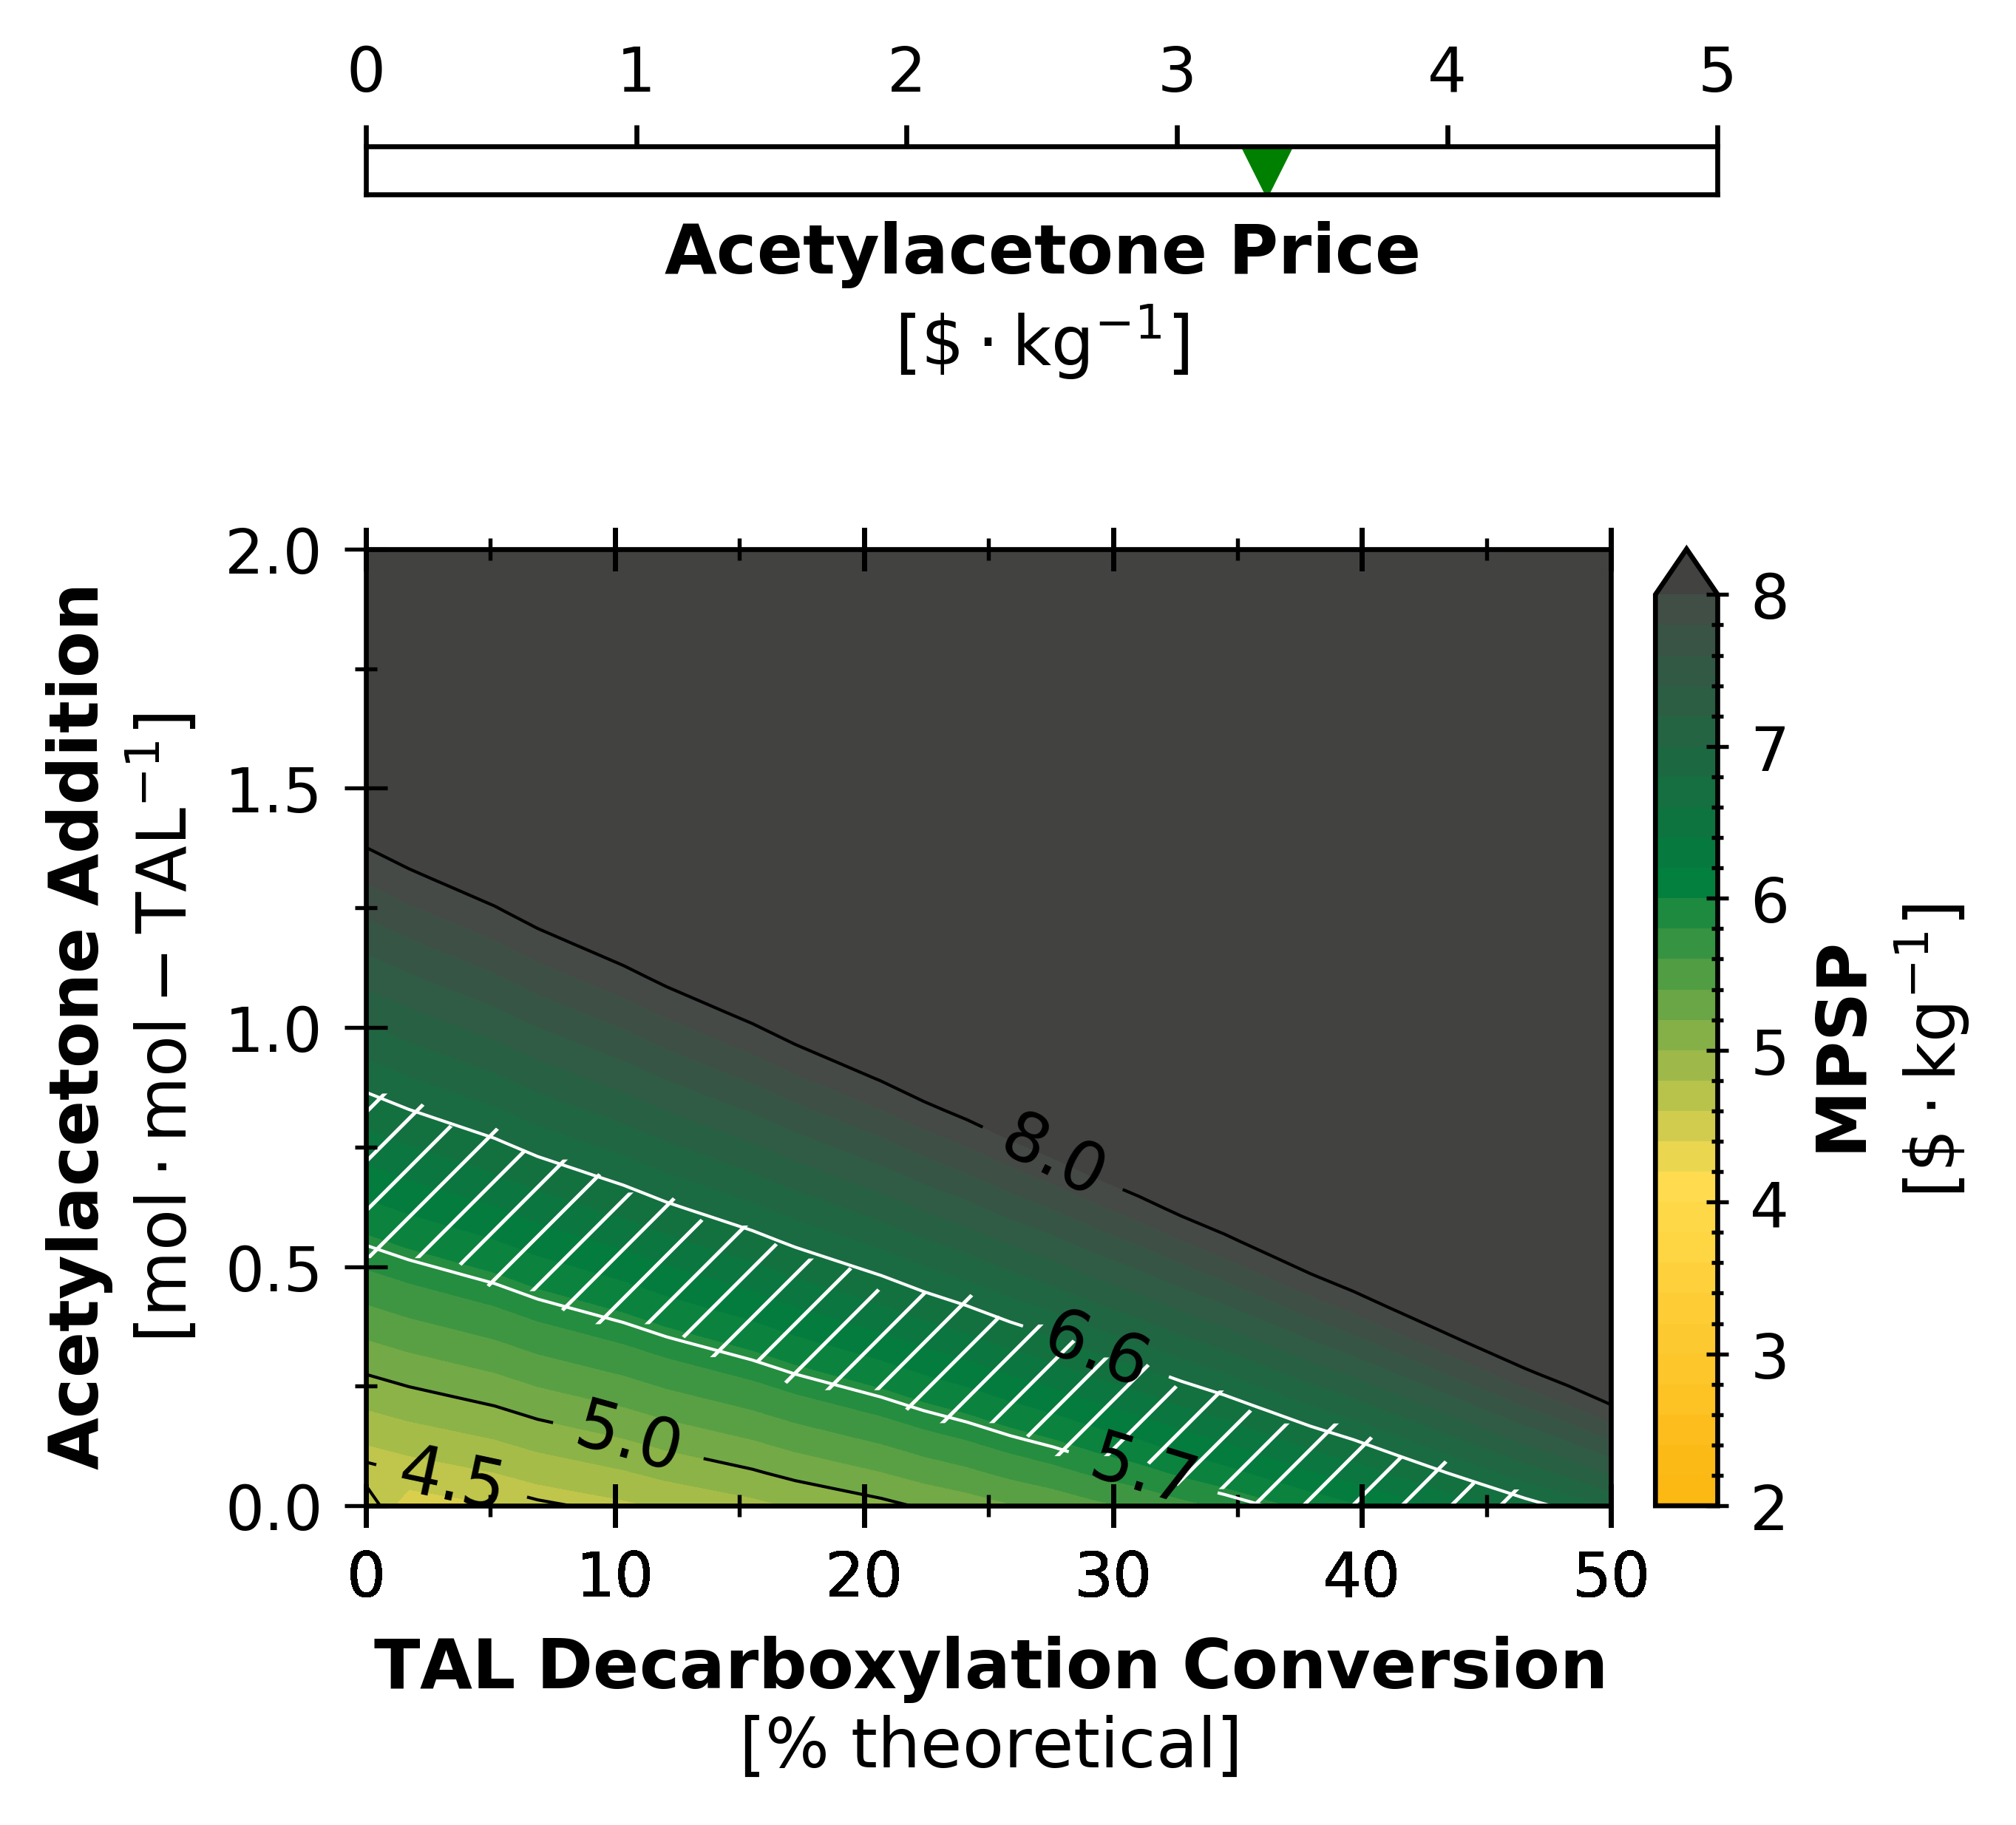 0 1 2 3 4 5
Acetylacetone Price
[$ · kg⁻¹]
2.0
1.5
1.0
0.5
0.0
Acetylacetone Addition
[mol · mol − TAL⁻¹]
8.0
6.6
5.7
5.0
4.5
0 10 20 30 40 50
TAL Decarboxylation Conversion
[% theoretical]
8
7
6
5
4
3
2
MPSP
[$ · kg⁻¹]